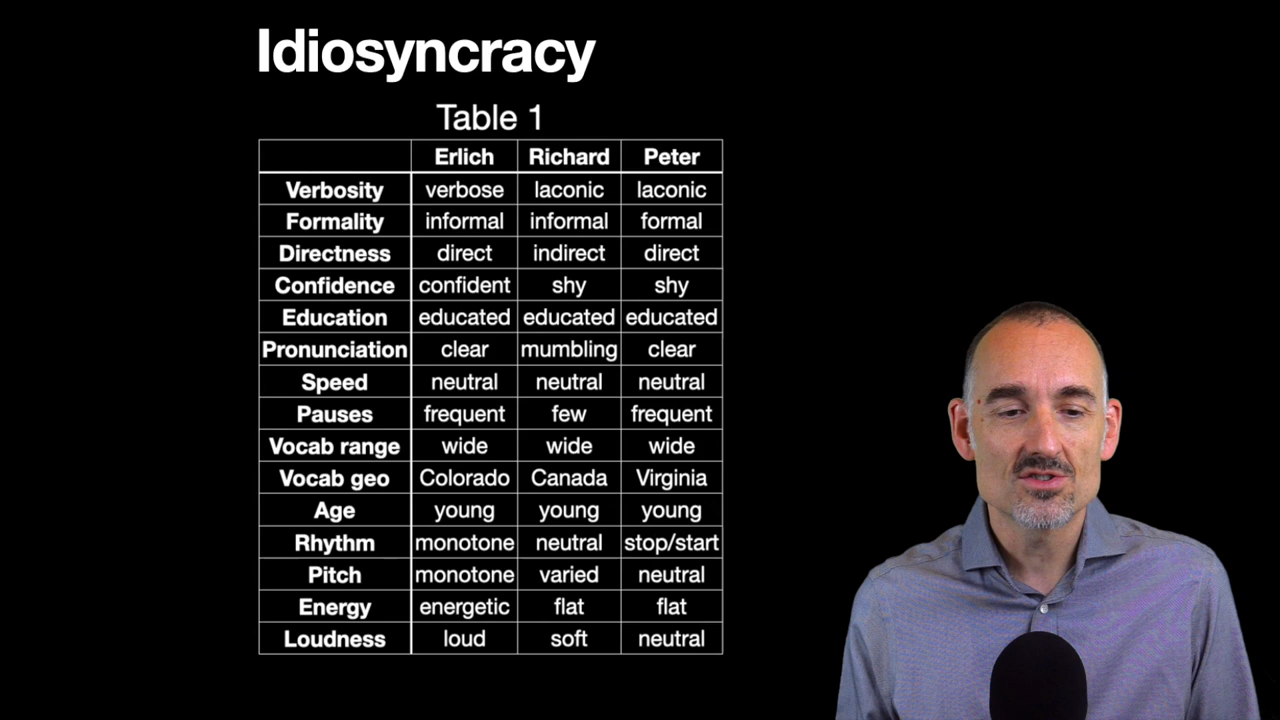 Idiosyncracy
Table 1
Erlich Richard Peter
Verbosity verbose laconic laconic
Formality informal informal formal
Directness direct indirect direct
Confidence confident shy shy
Education educated educated educated
Pronunciation clear mumbling clear
Speed neutral neutral neutral
Pauses frequent few frequent
Vocab range wide wide wide
Vocab geo Colorado Canada Virginia
Age young young young
Rhythm monotone neutral stop/start
Pitch monotone varied neutral
Energy energetic flat flat
Loudness loud soft neutral